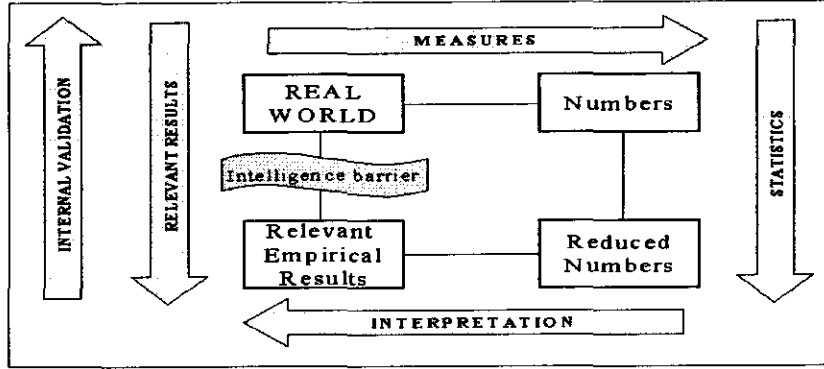 MEASURES
INTERNAL VALIDATION
RELEVANT RESULTS
REAL
WORLD
Numbers
STATISTICS
Intelligence barrier
Relevant
Empirical
Results
Reduced
Numbers
INTERPRETATION